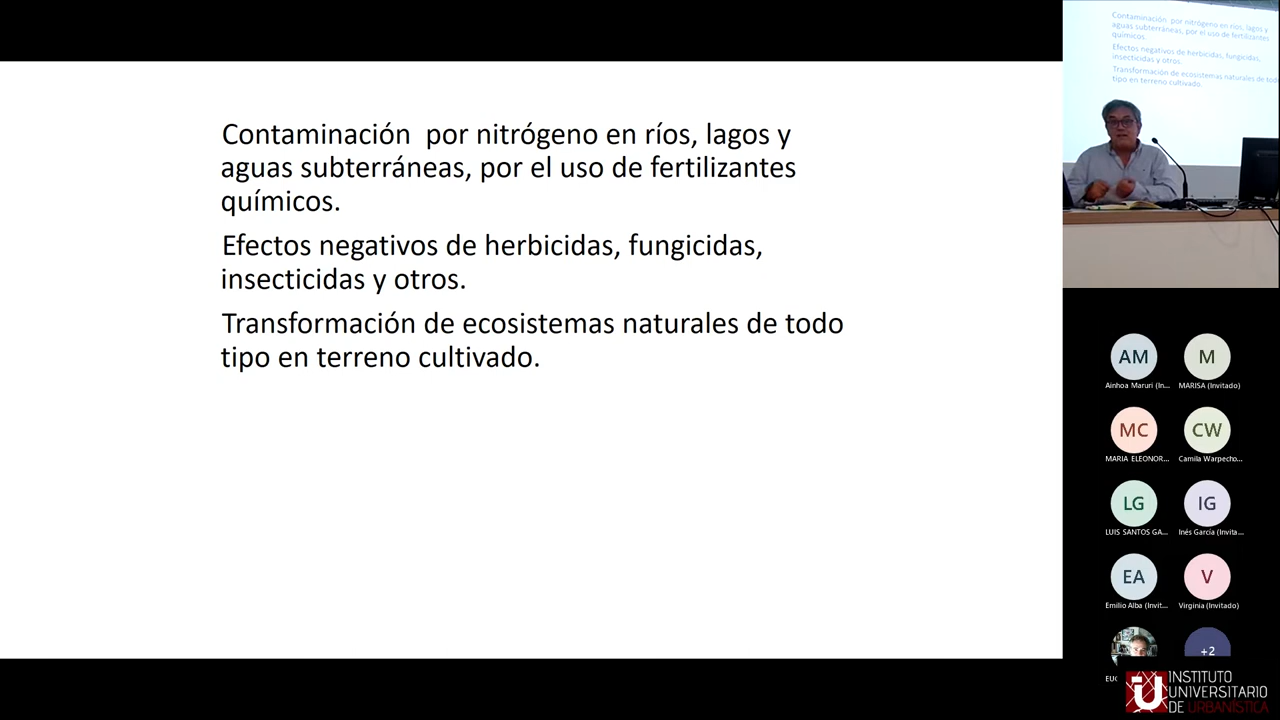 Contaminación por nitrógeno en ríos, lagos y
aguas subterráneas, por el uso de fertilizantes
químicos.
Efectos negativos de herbicidas, fungicidas,
insecticidas y otros.
Transformación de ecosistemas naturales de todo
tipo en terreno cultivado.
Contaminación por nitrógeno en ríos, lagos y
aguas subterráneas, por el uso de fertilizantes
químicos.
Efectos negativos de herbicidas, fungicidas,
insecticidas y otros.
Transformación de ecosistemas naturales de todo
tipo en terreno cultivado.
AM
M
Ainhoa Maruri (In...
MARISA (Invitado)
MC
CW
MARIA ELEONOR...
Camila Warpecho...
LG
IG
LUIS SANTOS GA...
Inés García (Invita...
EA
V
Emilio Alba (Invit...
Virginia (Invitado)
+2
INSTITUTO
UNIVERSITARIO
DE URBANÍSTICA